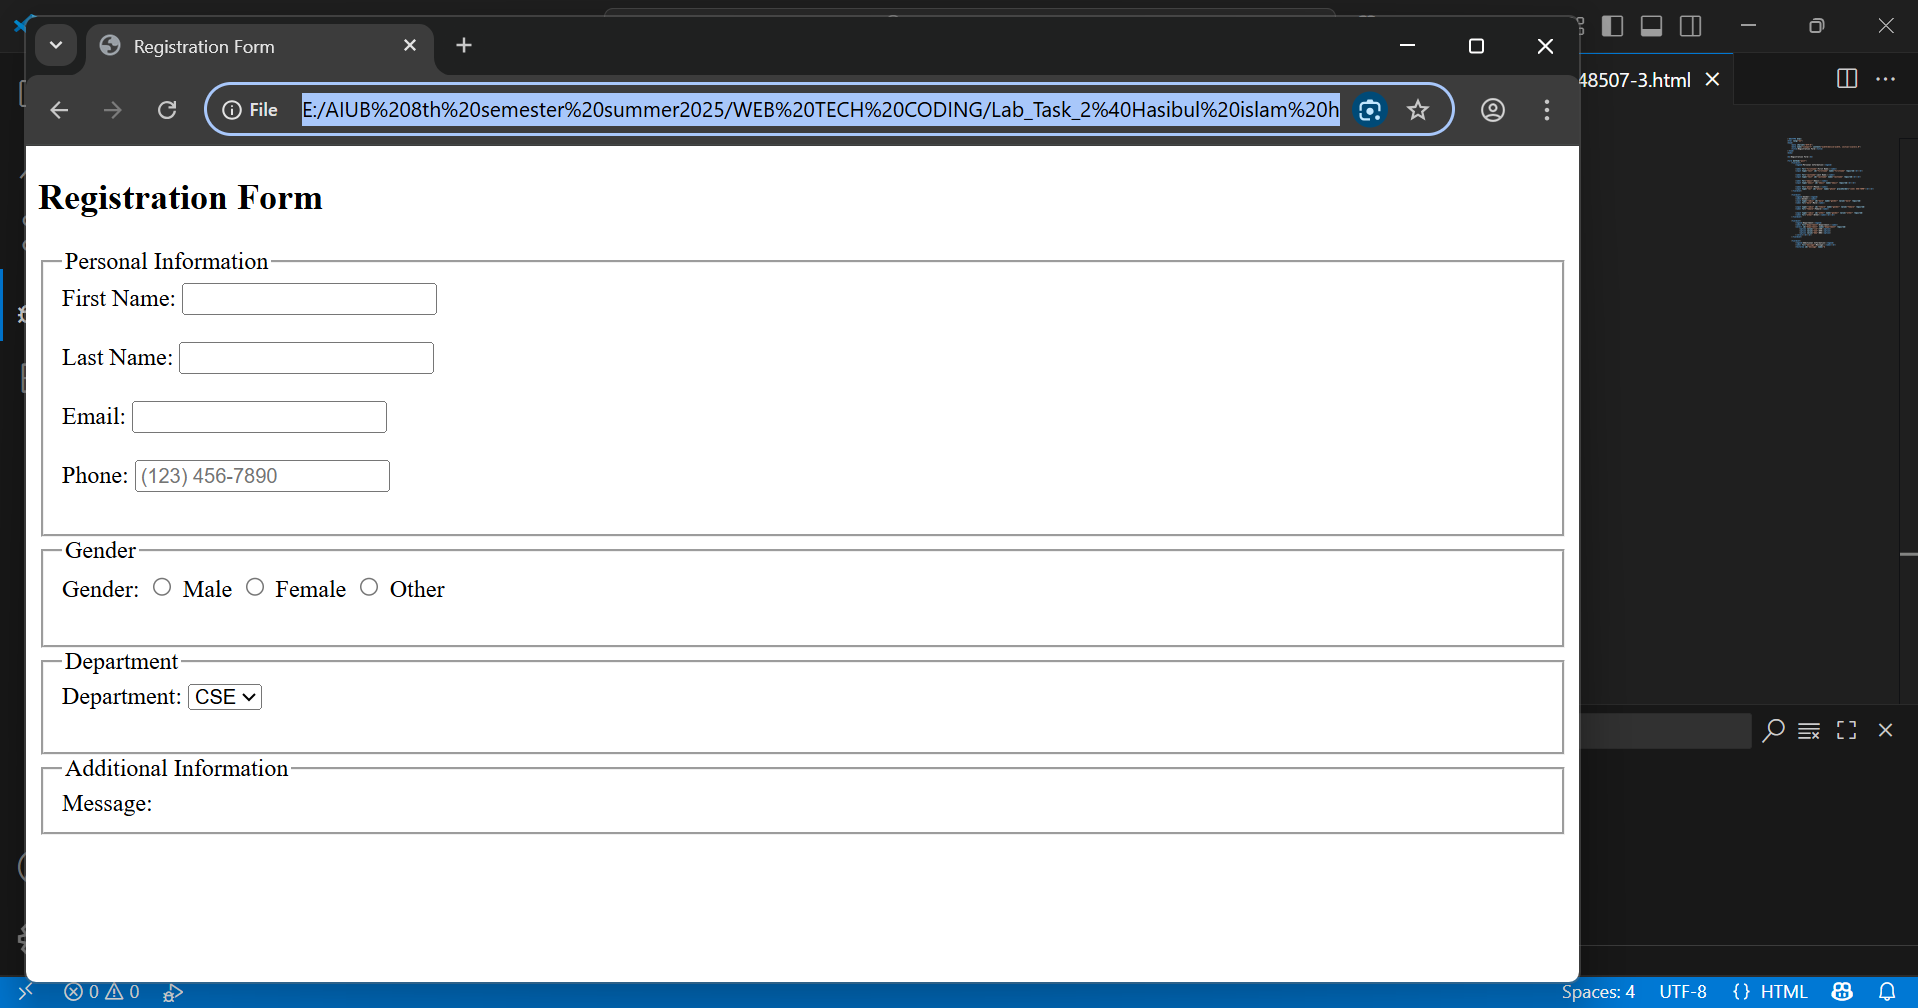 Registration Form
48507-3.html
File E:/AIUB%208th%20semester%20summer2025/WEB%20TECH%20CODING/Lab_Task_2%40Hasibul%20islam%20h
Registration Form
Personal Information
First Name:
Last Name:
Email:
Phone: (123) 456-7890
Gender
Gender: Male Female Other
Department
Department: CSE
Additional Information
Message:
0 0 Spaces: 4 UTF-8 {} HTML